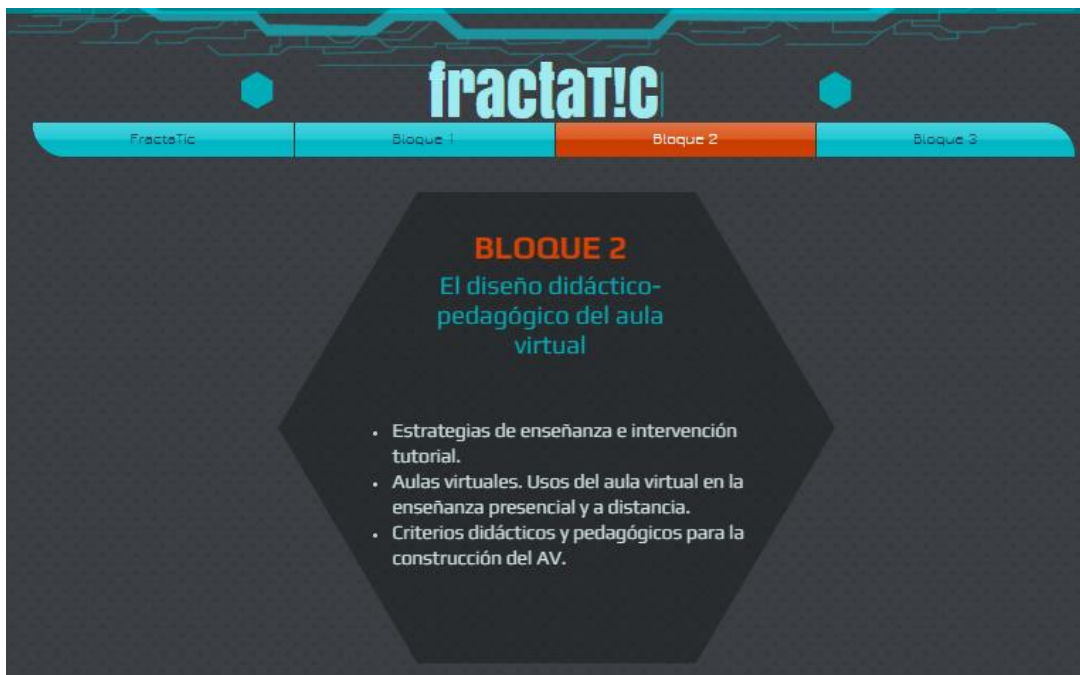 fractaT!C
FractaTic
Bloque 1
Bloque 2
Bloque 3
BLOQUE 2
El diseño didáctico-
pedagógico del aula
virtual
• Estrategias de enseñanza e intervención
tutorial.
• Aulas virtuales. Usos del aula virtual en la
enseñanza presencial y a distancia.
• Criterios didácticos y pedagógicos para la
construcción del AV.